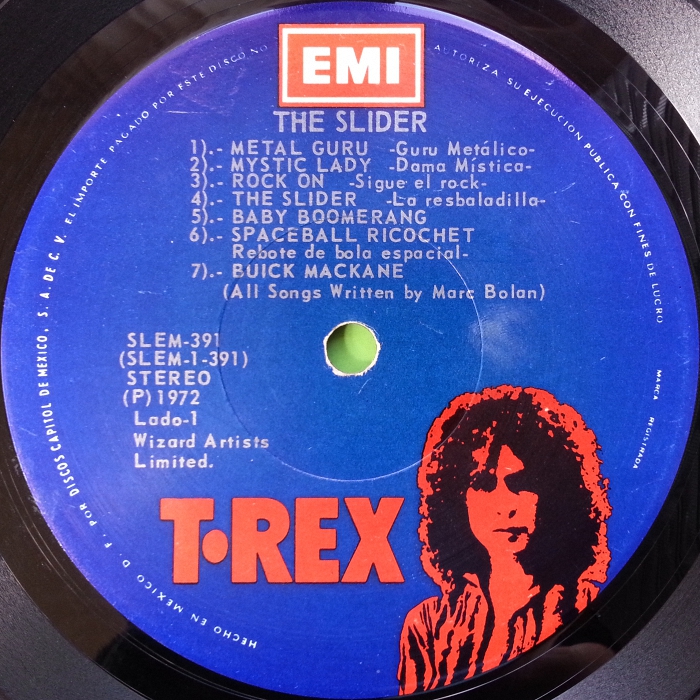 EMI
THE SLIDER
1).- METAL GURU -Guru Metálico-
2).- MYSTIC LADY -Dama Mística-
3).- ROCK ON -Sigue el rock-
4).- THE SLIDER -La resbaladilla-
5).- BABY BOOMERANG
6).- SPACEBALL RICOCHET
Rebote de bola espacial-
7).- BUICK MACKANE
(All Songs Written by Marc Bolan)
SLEM-391
(SLEM-1-391)
STEREO
(P) 1972
Lado-1
Wizard Artists
Limited.
T•REX
HECHO EN MEXICO D. F. POR DISCOS CAPITOL DE MEXICO, S. A. DE C. V. EL IMPORTE PAGADO POR ESTE DISCO NO AUTORIZA SU EJECUCION PUBLICA CON FINES DE LUCRO
MARCA REGISTRADA